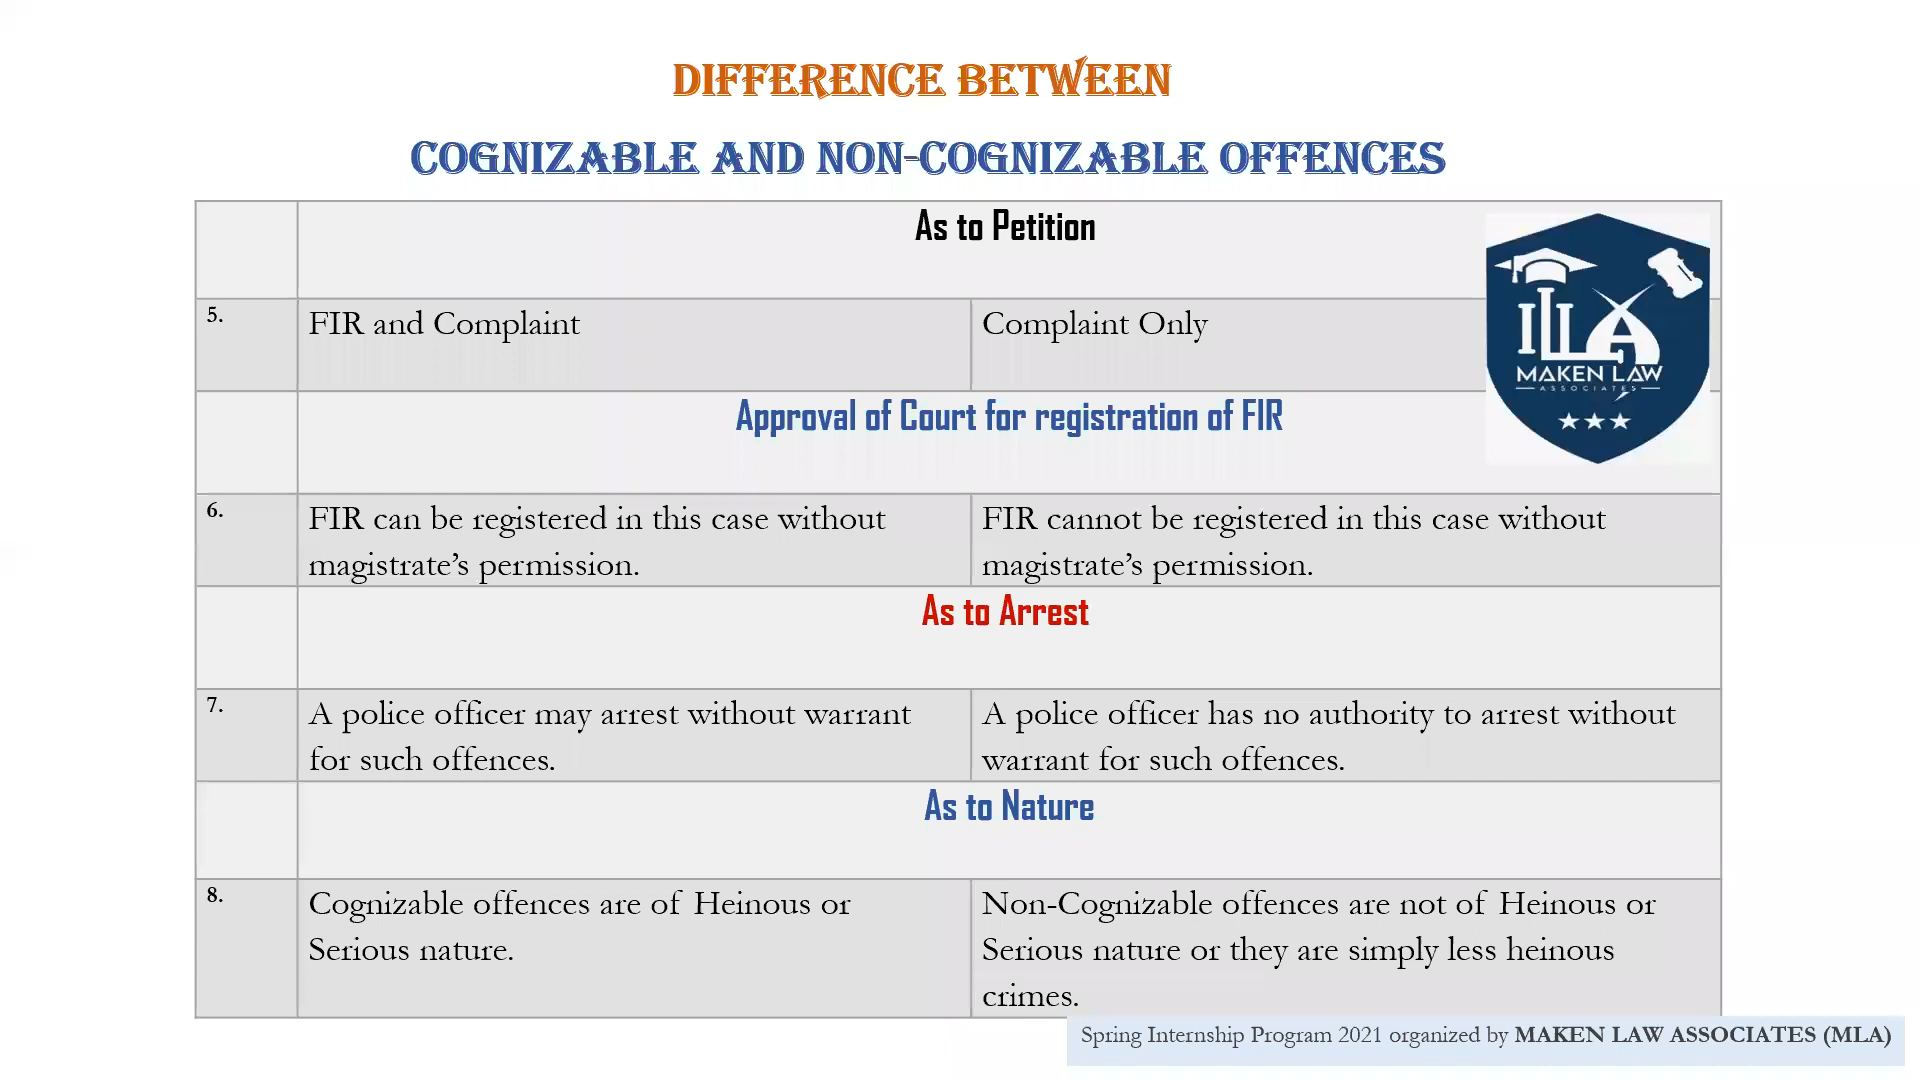 DIFFERENCE BETWEEN
COGNIZABLE AND NON-COGNIZABLE OFFENCES
As to Petition
5.
FIR and Complaint
Complaint Only
MAKEN LAW
ASSOCIATES
Approval of Court for registration of FIR
6.
FIR can be registered in this case without
magistrate’s permission.
FIR cannot be registered in this case without
magistrate’s permission.
As to Arrest
7.
A police officer may arrest without warrant
for such offences.
A police officer has no authority to arrest without
warrant for such offences.
As to Nature
8.
Cognizable offences are of Heinous or
Serious nature.
Non-Cognizable offences are not of Heinous or
Serious nature or they are simply less heinous
crimes.
Spring Internship Program 2021 organized by MAKEN LAW ASSOCIATES (MLA)